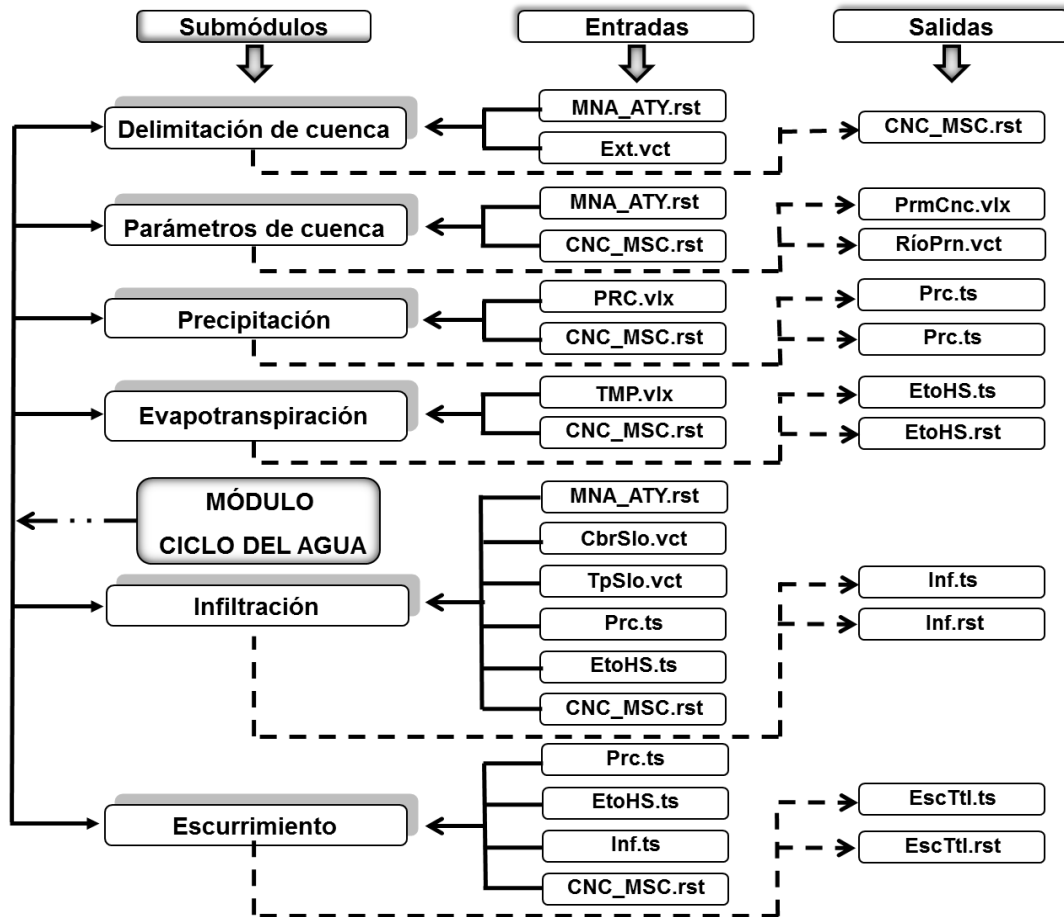 Submódulos
Entradas
Salidas
Delimitación de cuenca
MNA_ATY.rst
Ext.vct
CNC_MSC.rst
Parámetros de cuenca
MNA_ATY.rst
CNC_MSC.rst
PrmCnc.vlx
RíoPrn.vct
Precipitación
PRC.vlx
CNC_MSC.rst
Prc.ts
Prc.ts
Evapotranspiración
TMP.vlx
CNC_MSC.rst
EtoHS.ts
EtoHS.rst
MÓDULO
CICLO DEL AGUA
Infiltración
MNA_ATY.rst
CbrSlo.vct
TpSlo.vct
Prc.ts
EtoHS.ts
CNC_MSC.rst
Inf.ts
Inf.rst
Escurrimiento
Prc.ts
EtoHS.ts
Inf.ts
CNC_MSC.rst
EscTtl.ts
EscTtl.rst